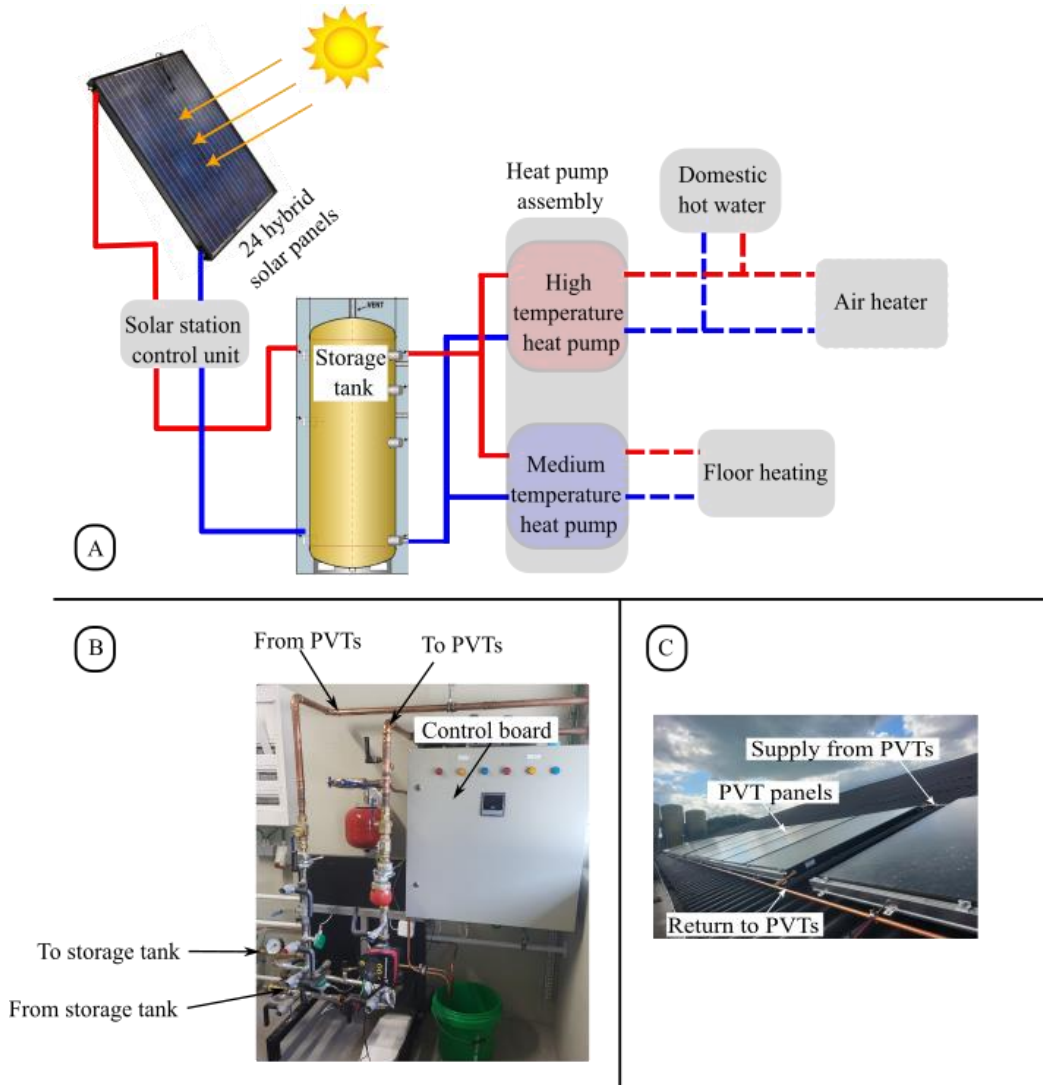 24 hybrid
solar panels
Solar station
control unit
VENT
Storage
tank
Heat pump
assembly
High
temperature
heat pump
Medium
temperature
heat pump
Domestic
hot water
Air heater
Floor heating
A
B
From PVTs
To PVTs
Control board
To storage tank
From storage tank
C
Supply from PVTs
PVT panels
Return to PVTs